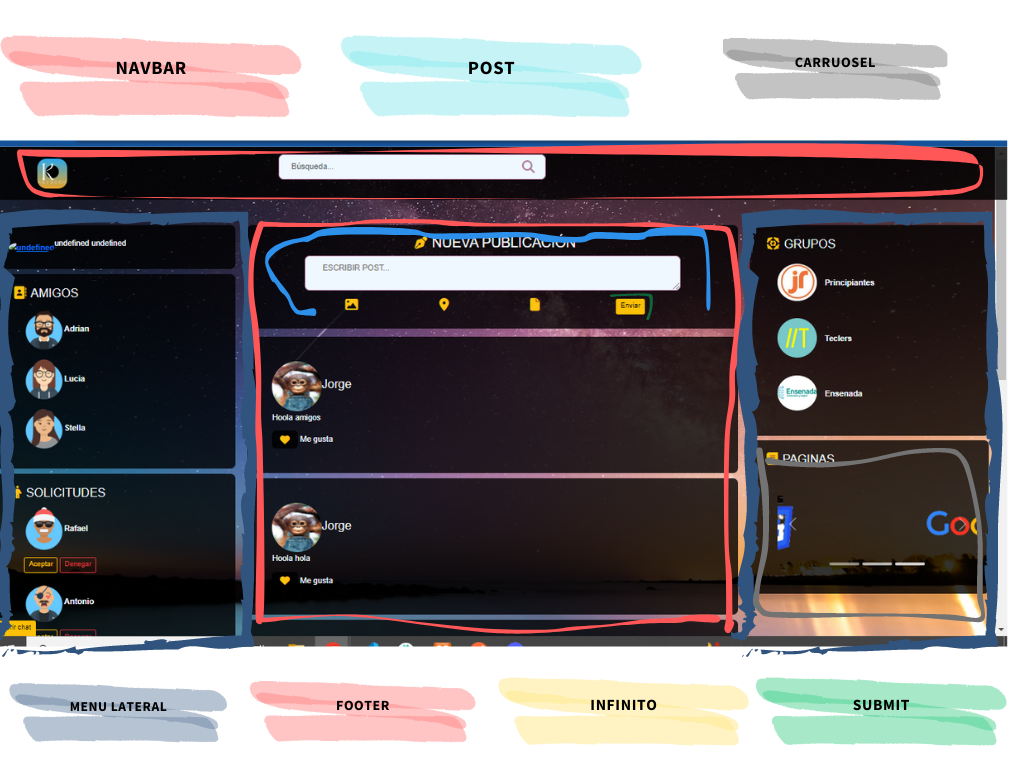 NAVBAR
POST
CARRUOSEL
K
Búsqueda...
undefined
undefined undefined
AMIGOS
Adrian
Lucia
Stella
SOLICITUDES
Rafael
Aceptar
Denegar
Antonio
r chat
NUEVA PUBLICACIÓN
ESCRIBIR POST...
Enviar
Jorge
Hoola amigos
Me gusta
Jorge
Hoola hola
Me gusta
GRUPOS
Principiantes
//T
Teclers
Ensenada
Ensenada
PAGINAS
Goo
MENU LATERAL
FOOTER
INFINITO
SUBMIT